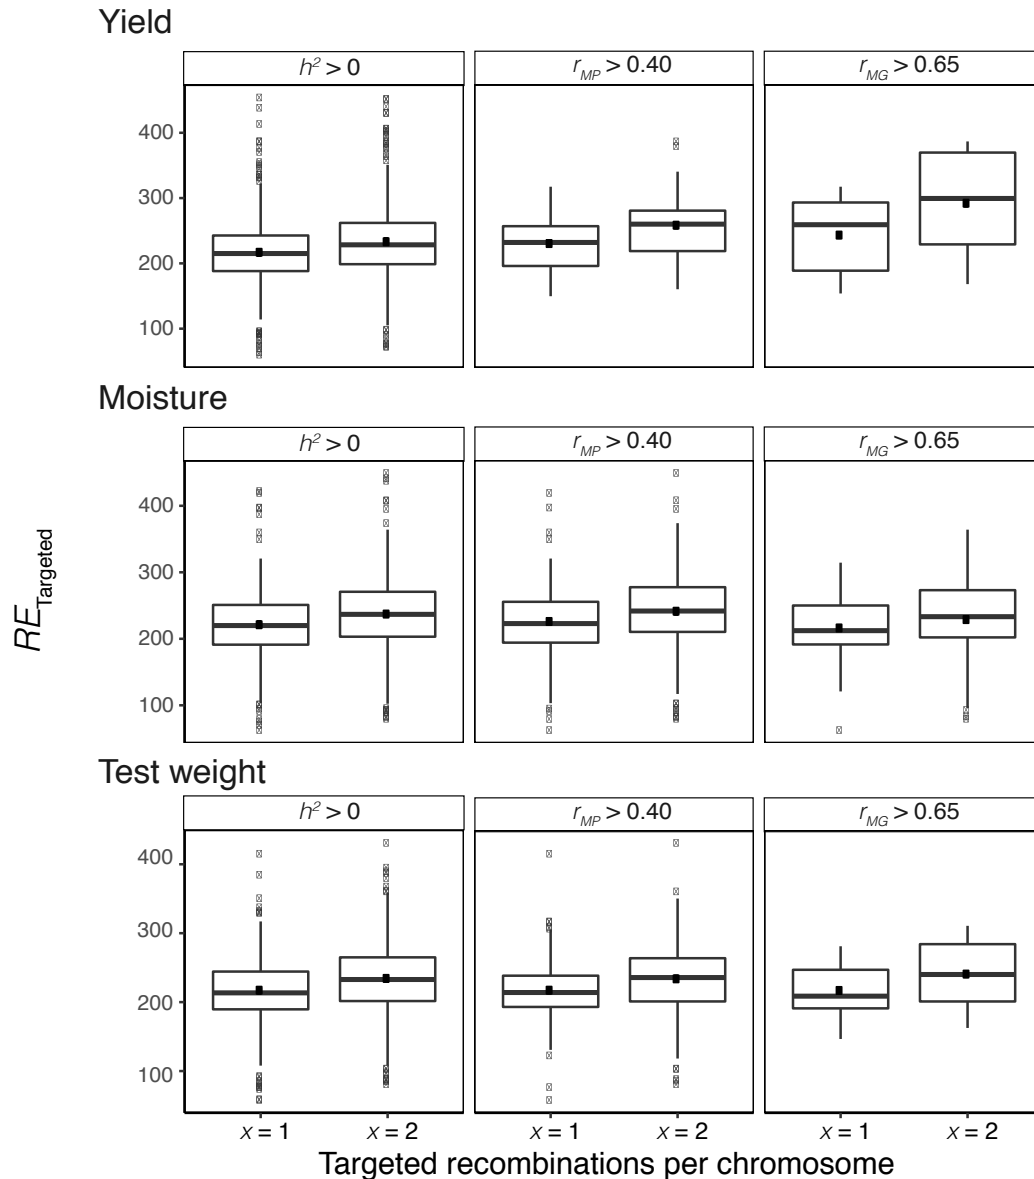 Yield
h² > 0 r_MP > 0.40 r_MG > 0.65
400
300
200
100
Moisture
h² > 0 r_MP > 0.40 r_MG > 0.65
400
300
200
100
RE_Targeted
Test weight
h² > 0 r_MP > 0.40 r_MG > 0.65
400
300
200
100
x = 1 x = 2 x = 1 x = 2 x = 1 x = 2
Targeted recombinations per chromosome